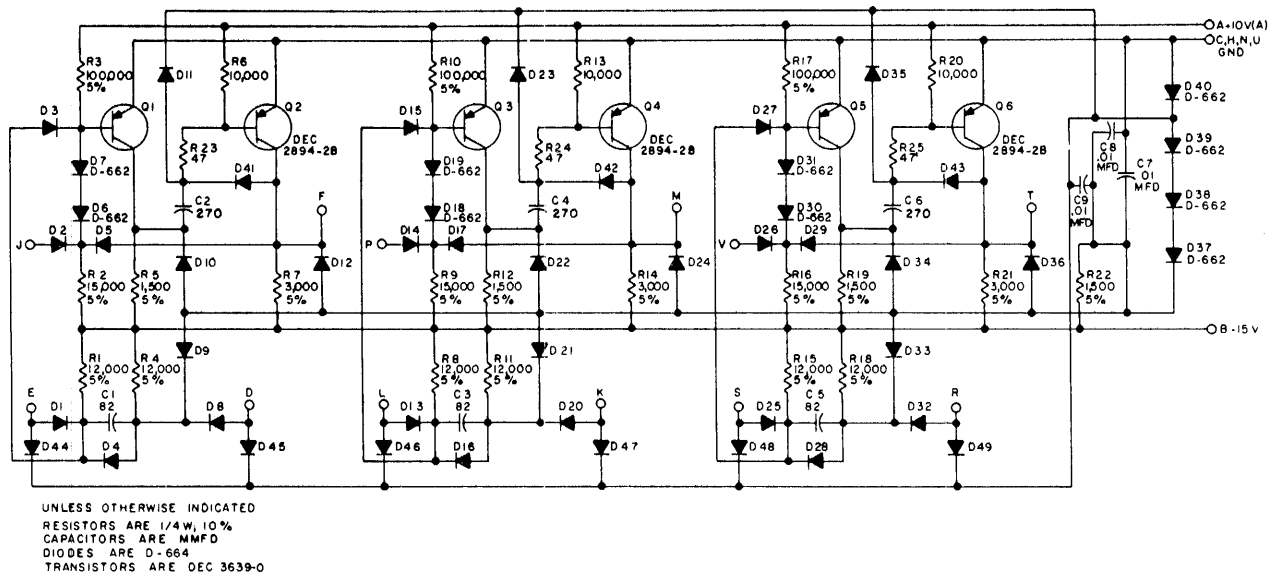 A+10V(A)
C,H,N,U
GND
R3
100,000
5%
D11
R6
10,000
R10
100,000
5%
D23
R13
10,000
R17
100,000
5%
D35
R20
10,000
D40
D-662
D3
Q1
Q2
D15
Q3
Q4
D27
Q5
Q6
DEC
2894-2B
DEC
2894-2B
DEC
2894-2B
R23
47
R24
47
R25
47
C8
.01
MFD
D39
D-662
D7
D-662
D41
D19
D-662
D42
D31
D-662
D43
C7
.01
MFD
C9
.01
MFD
D38
D-662
D6
D-662
C2
270
F
D18
D-662
C4
270
M
D30
D-662
C6
270
T
J
D2
D5
P
D14
D17
V
D26
D29
D37
D-662
D10
D12
D22
D24
D34
D36
R2
15,000
5%
R5
1,500
5%
R7
3,000
5%
R9
15,000
5%
R12
1,500
5%
R14
3,000
5%
R16
15,000
5%
R19
1,500
5%
R21
3,000
5%
R22
1,500
5%
B-15V
R1
12,000
5%
R4
12,000
5%
D9
R8
12,000
5%
R11
12,000
5%
D21
R15
12,000
5%
R18
12,000
5%
D33
E
D1
C1
82
D8
D
L
D13
C3
82
D20
K
S
D25
C5
82
D32
R
D44
D4
D45
D46
D16
D47
D48
D28
D49
UNLESS OTHERWISE INDICATED
RESISTORS ARE 1/4W; 10%
CAPACITORS ARE MMFD
DIODES ARE D-664
TRANSISTORS ARE DEC 3639-0